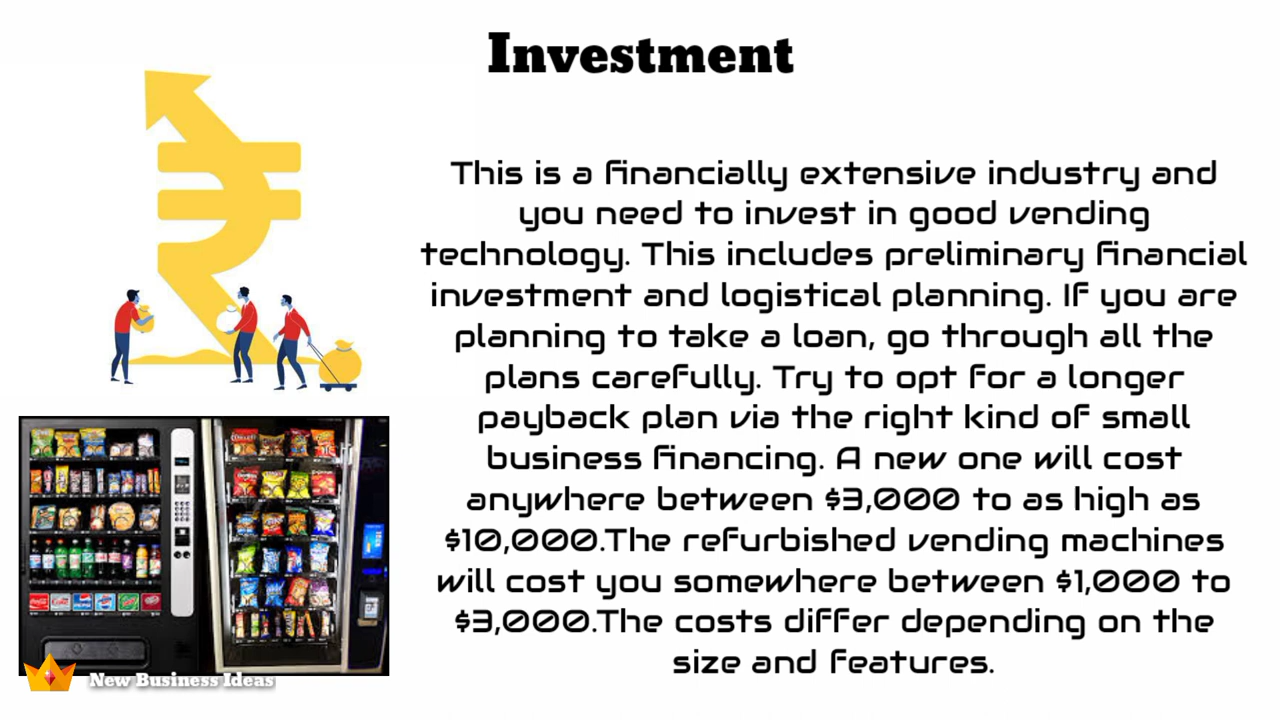 Investment
This is a financially extensive industry and
you need to invest in good vending
technology. This includes preliminary financial
investment and logistical planning. If you are
planning to take a loan, go through all the
plans carefully. Try to opt for a longer
payback plan via the right kind of small
business financing. A new one will cost
anywhere between $3,000 to as high as
$10,000.The refurbished vending machines
will cost you somewhere between $1,000 to
$3,000.The costs differ depending on the
size and features.
New Business Ideas